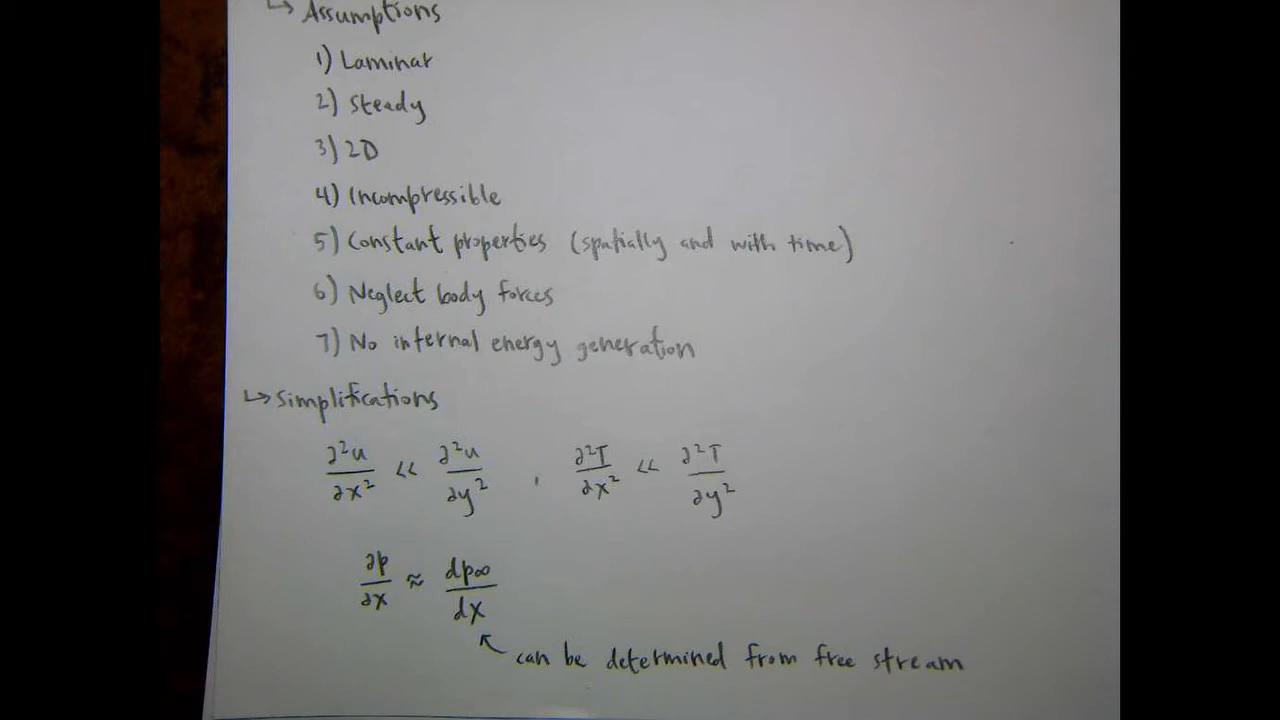 ↳ Assumptions
1) Laminar
2) Steady
3) 2D
4) Incompressible
5) Constant properties (spatially and with time)
6) Neglect body forces
7) No internal energy generation
↳ Simplifications
∂²u/∂x² << ∂²u/∂y² , ∂²T/∂x² << ∂²T/∂y²
∂p/∂x ≈ dp∞/dx
can be determined from free stream